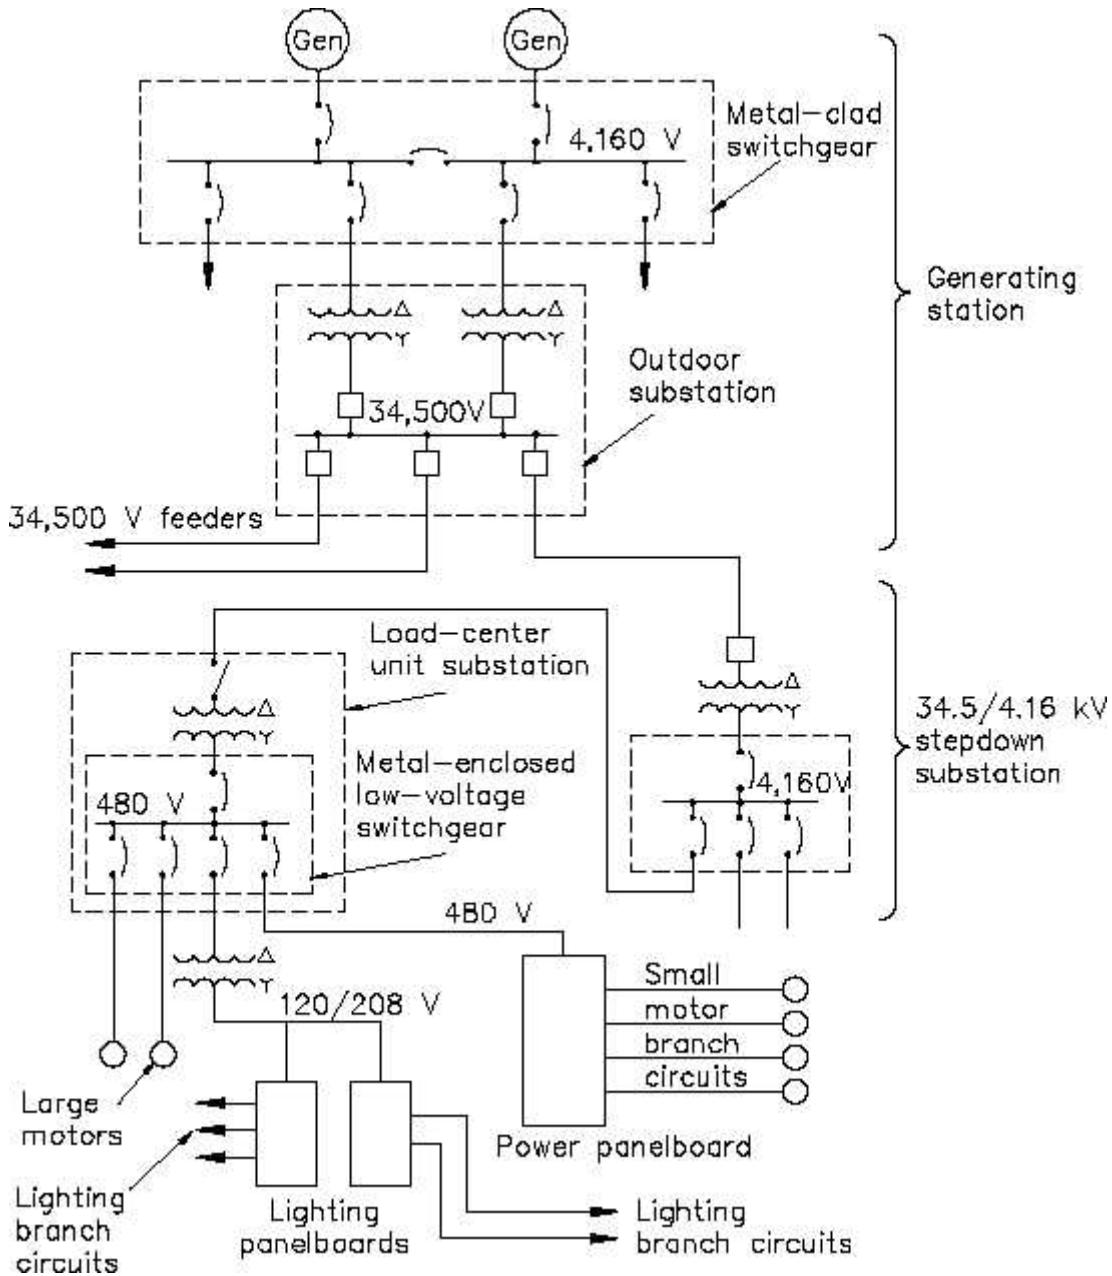 Gen
Gen
Metal-clad
switchgear
4,160 V
Generating
station
Δ
Y
Δ
Y
Outdoor
substation
34,500V
34,500 V feeders
Load-center
unit substation
Δ
Y
34.5/4.16 kV
stepdown
substation
Δ
Y
Metal-enclosed
low-voltage
switchgear
4,160V
480 V
480 V
Δ
Y
Small
motor
branch
circuits
120/208 V
Large
motors
Power panelboard
Lighting
branch
circuits
Lighting
panelboards
Lighting
branch circuits